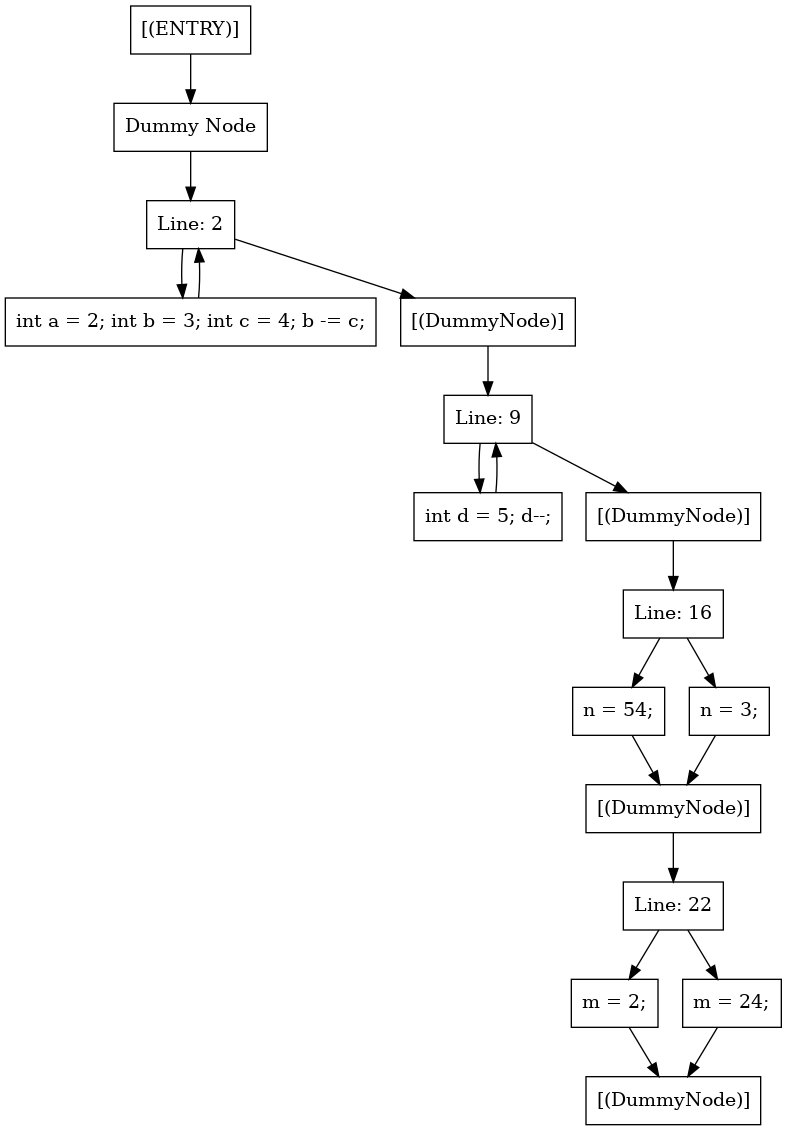 [(ENTRY)]
Dummy Node
Line: 2
int a = 2; int b = 3; int c = 4; b -= c;
[(DummyNode)]
Line: 9
int d = 5; d--;
[(DummyNode)]
Line: 16
n = 54;
n = 3;
[(DummyNode)]
Line: 22
m = 2;
m = 24;
[(DummyNode)]